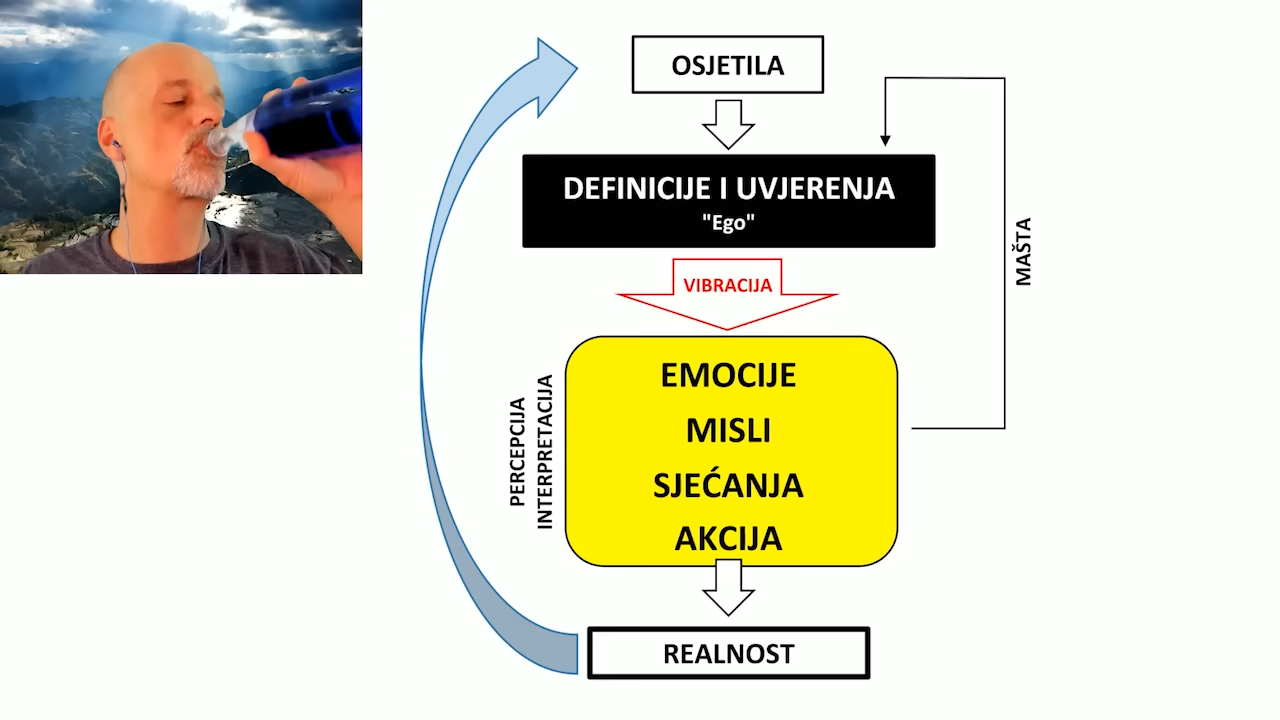 OSJETILA
DEFINICIJE I UVJERENJA
"Ego"
VIBRACIJA
MAŠTA
PERCEPCIJA
INTERPRETACIJA
EMOCIJE
MISLI
SJEĆANJA
AKCIJA
REALNOST